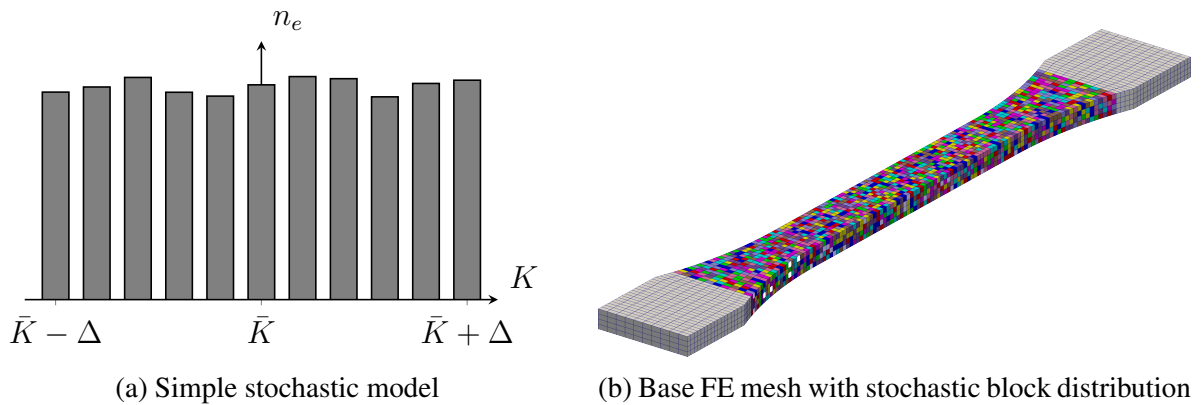 n_e
K
K̄ − Δ
K̄
K̄ + Δ
(a) Simple stochastic model
(b) Base FE mesh with stochastic block distribution